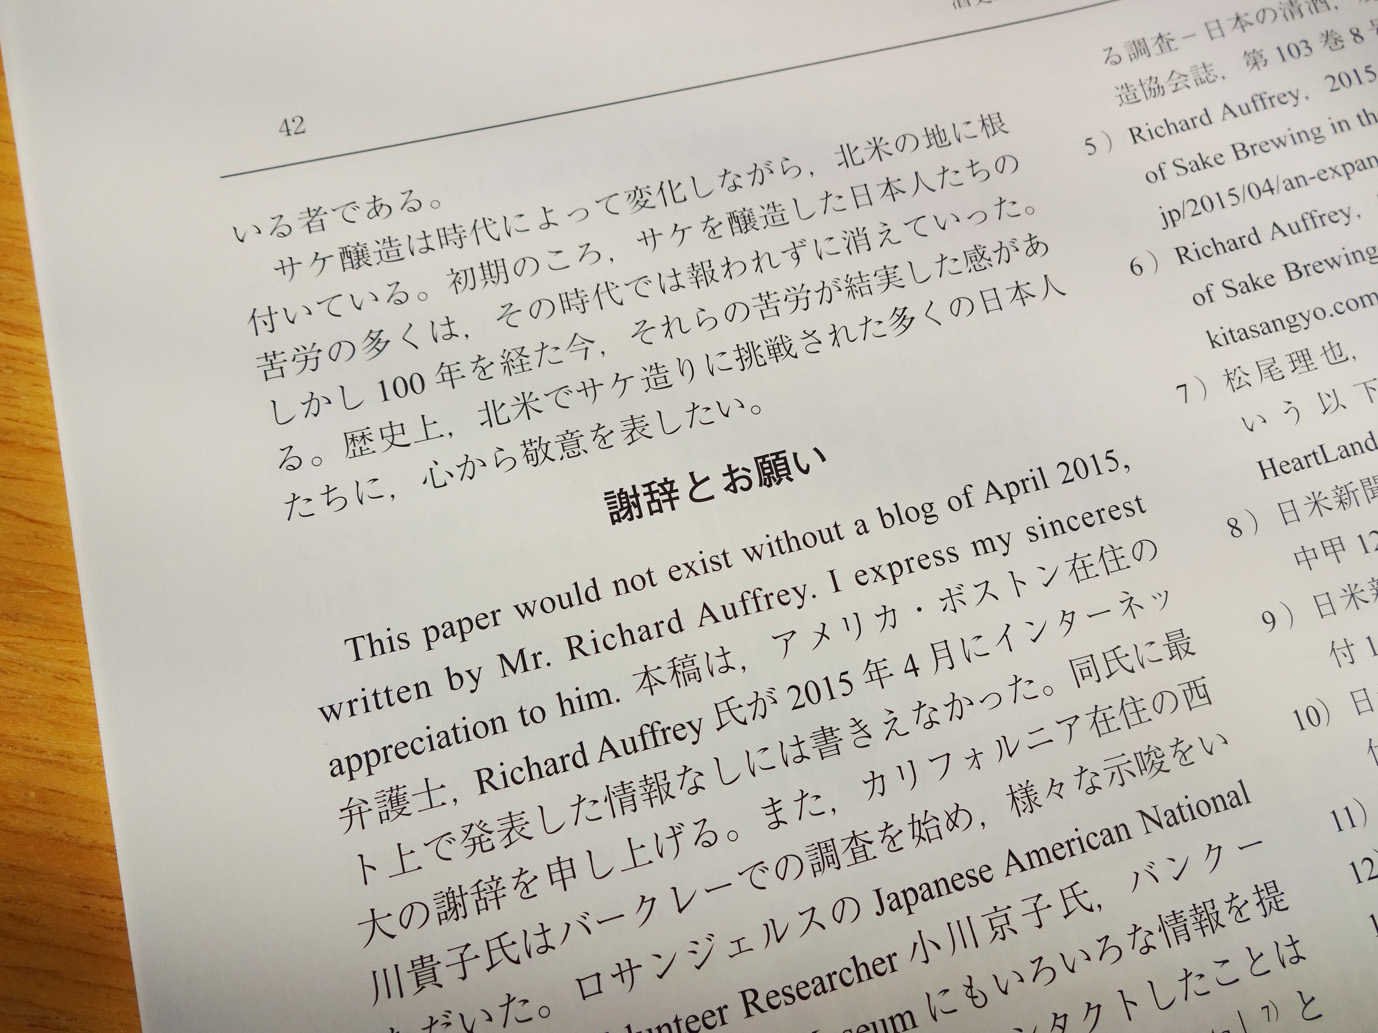 42
いる者である。
サケ醸造は時代によって変化しながら，北米の地に根
付いている。初期のころ，サケを醸造した日本人たちの
苦労の多くは，その時代では報われずに消えていった。
しかし 100 年を経た今，それらの苦労が結実した感があ
る。歴史上，北米でサケ造りに挑戦された多くの日本人
たちに，心から敬意を表したい。
謝辞とお願い
This paper would not exist without a blog of April 2015,
written by Mr. Richard Auffrey. I express my sincerest
appreciation to him. 本稿は，アメリカ・ボストン在住の
弁護士，Richard Auffrey 氏が 2015 年 4 月にインターネッ
ト上で発表した情報なしには書きえなかった。同氏に最
大の謝辞を申し上げる。また，カリフォルニア在住の西
川貴子氏はバークレーでの調査を始め，様々な示唆をい
ただいた。ロサンジェルスの Japanese American National
Researcher 小川京子氏，バンクー
にもいろいろな情報を提
タクトしたことは
7) と
る調査－日本の清酒，
造協会誌，第 103 巻 8
5） Richard Auffrey，2015
of Sake Brewing in
jp/2015/04/an-expan
6） Richard Auffrey，
of Sake Brewing
kitasangyo.com
7） 松尾理也，
いう以下
HeartLand
8） 日米新聞
中甲 12
9） 日米新
付 1
10） 日
11）
12）